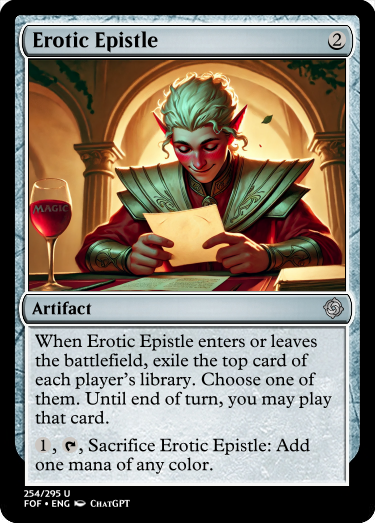 Erotic Epistle 2
MAGIC
Artifact
When Erotic Epistle enters or leaves
the battlefield, exile the top card of
each player's library. Choose one of
them. Until end of turn, you may play
that card.
1 , , Sacrifice Erotic Epistle: Add
one mana of any color.
254/295 U
FOF • ENG ChatGPT